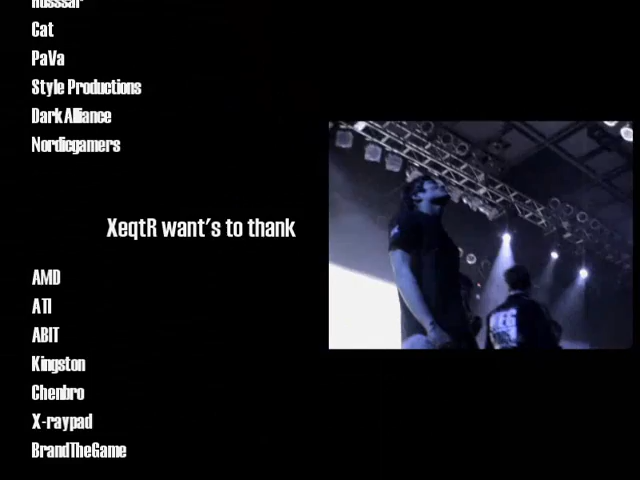 Cat
PaVa
Style Productions
Dark Alliance
Nordicgamers
XeqtR want's to thank
AMD
ATI
ABIT
Kingston
Chenbro
X-raypad
BrandTheGame